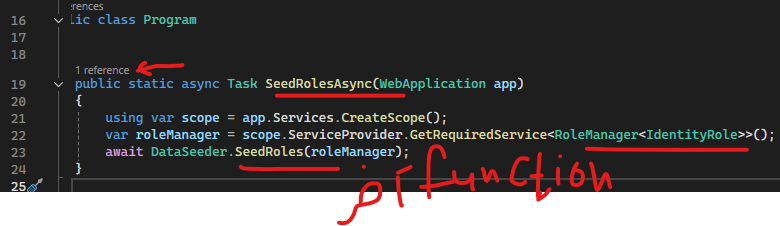 erences
16 lic class Program
17
18
1 reference
19 public static async Task SeedRolesAsync(WebApplication app)
20 {
21 using var scope = app.Services.CreateScope();
22 var roleManager = scope.ServiceProvider.GetRequiredService<RoleManager<IdentityRole>>();
23 await DataSeeder.SeedRoles(roleManager);
24 }
25
function